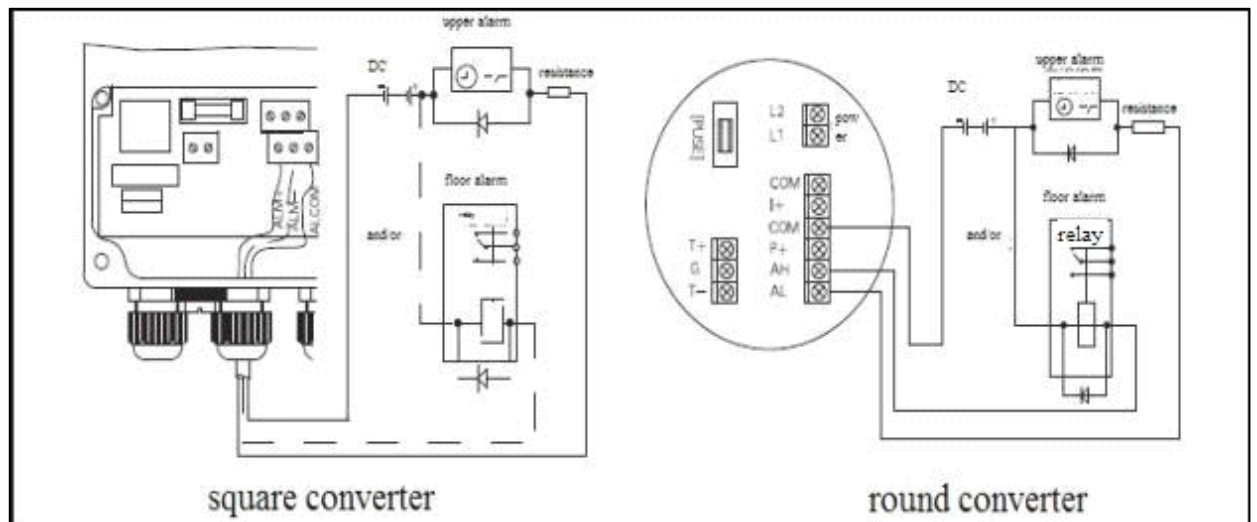 upper alarm
DC
resistance
floor alarm
and/or
ALM+
ALM-
ALCOM
square converter
upper alarm
DC
resistance
[FUSE]
L2
L1
pow
er
COM
I+
COM
P+
AH
AL
T+
G
T-
floor alarm
and/or
relay
round converter